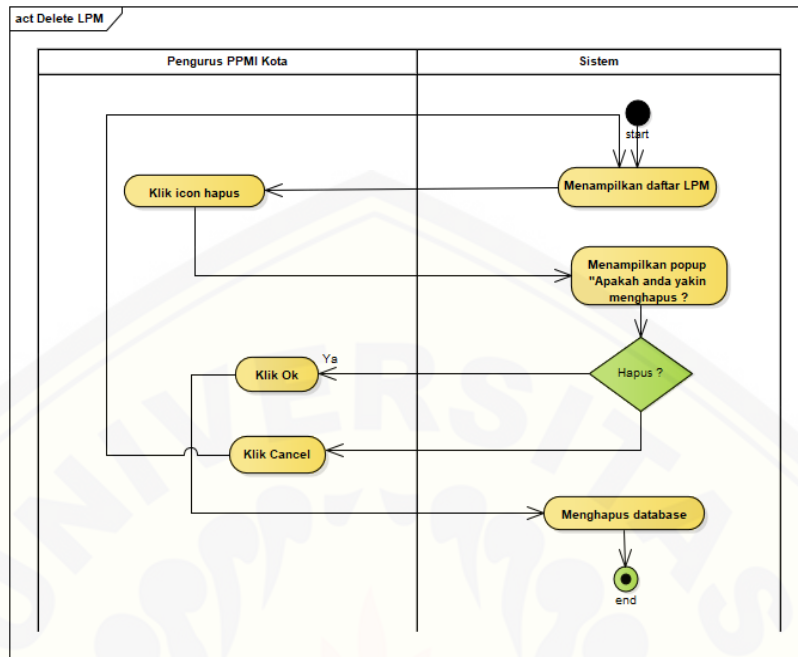 act Delete LPM
Pengurus PPMI Kota
Sistem
start
Menampilkan daftar LPM
Klik icon hapus
Menampilkan popup
"Apakah anda yakin
menghapus ?
Hapus ?
Ya
Klik Ok
Klik Cancel
Menghapus database
end
UNIVERSITAS